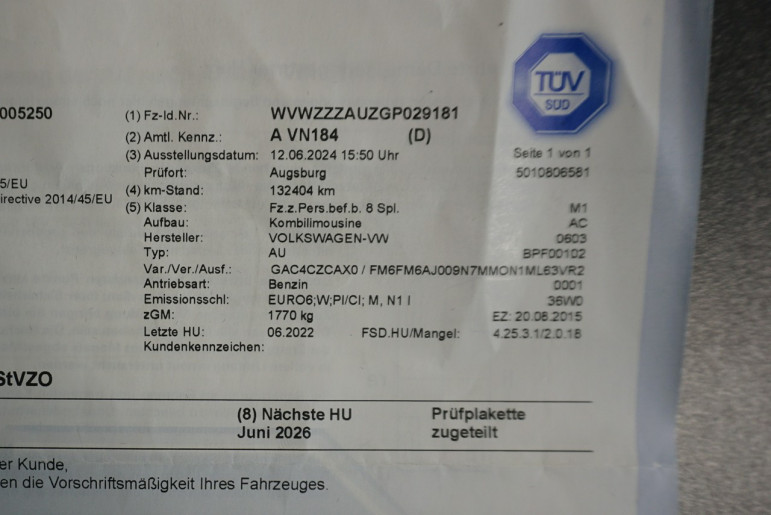 TÜV
SÜD
005250 (1) Fz-Id.Nr.: WVWZZZAUZGP029181
(2) Amtl. Kennz.: A VN184 (D)
(3) Ausstellungsdatum: 12.06.2024 15:50 Uhr Seite 1 von 1
Prüfort: Augsburg 5010806581
5/EU (4) km-Stand: 132404 km
irective 2014/45/EU (5) Klasse: Fz.z.Pers.bef.b. 8 Spl. M1
Aufbau: Kombilimousine AC
Hersteller: VOLKSWAGEN-VW 0603
Typ: AU BPF00102
Var./Ver./Ausf.: GAC4CZCAX0 / FM6FM6AJ009N7MMON1ML63VR2
Antriebsart: Benzin 0001
Emissionsschl: EURO6;W;PI/CI; M, N1 I 36W0
zGM: 1770 kg EZ: 20.08.2015
Letzte HU: 06.2022 FSD.HU/Mangel: 4.25.3.1/2.0.18
Kundenkennzeichen:
StVZO
(8) Nächste HU Prüfplakette
Juni 2026 zugeteilt
er Kunde,
en die Vorschriftsmäßigkeit Ihres Fahrzeuges.